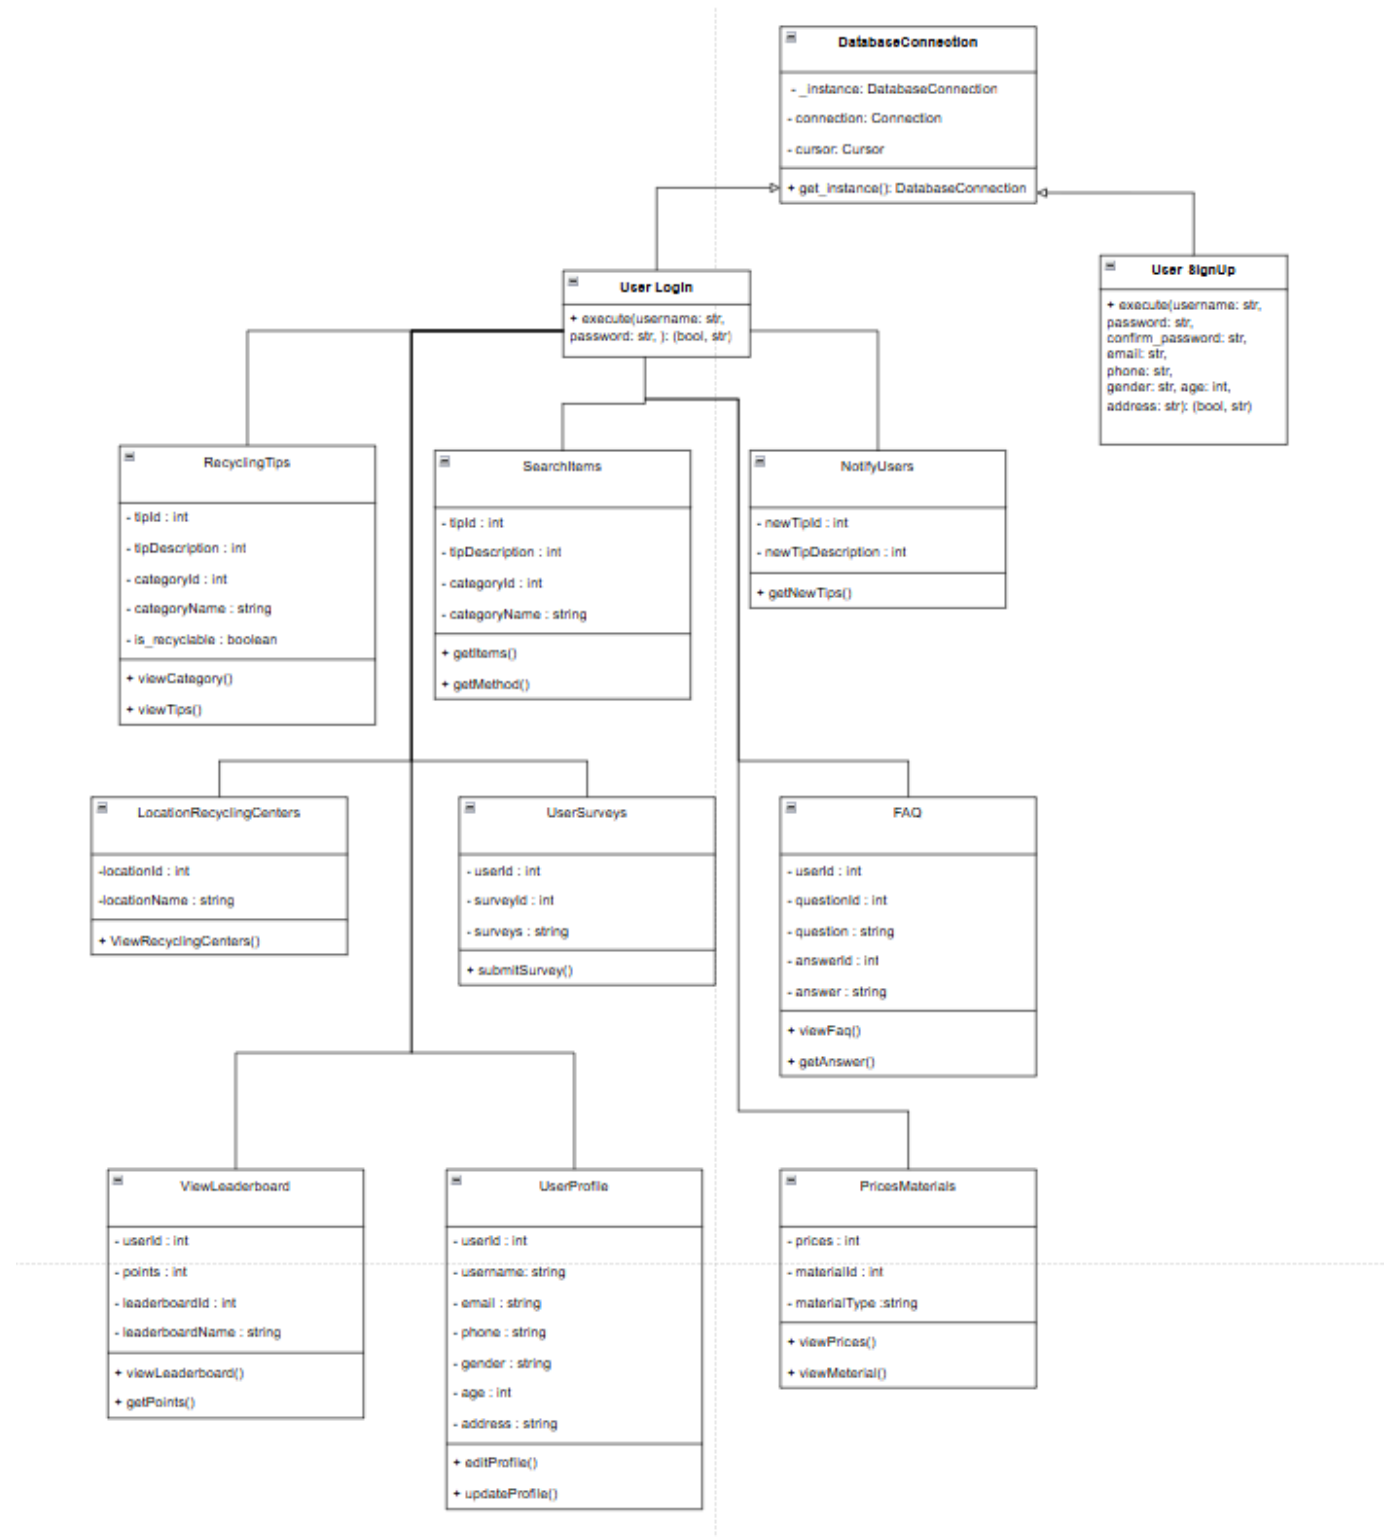 DatabaseConnection
- _instance: DatabaseConnection
- connection: Connection
- cursor: Cursor
+ get_instance(): DatabaseConnection
User Login
+ execute(username: str,
password: str, ): (bool, str)
User SignUp
+ execute(username: str,
password: str,
confirm_password: str,
email: str,
phone: str,
gender: str, age: int,
address: str): (bool, str)
RecyclingTips
- tipId : int
- tipDescription : int
- categoryId : int
- categoryName : string
- is_recyclable : boolean
+ viewCategory()
+ viewTips()
SearchItems
- tipId : int
- tipDescription : int
- categoryId : int
- categoryName : string
+ getItems()
+ getMethod()
NotifyUsers
- newTipId : int
- newTipDescription : int
+ getNewTips()
LocationRecyclingCenters
-locationId : int
-locationName : string
+ ViewRecyclingCenters()
UserSurveys
- userId : int
- surveyId : int
- surveys : string
+ submitSurvey()
FAQ
- userId : int
- questionId : int
- question : string
- answerId : int
- answer : string
+ viewFaq()
+ getAnswer()
ViewLeaderboard
- userId : int
- points : int
- leaderboardId : int
- leaderboardName : string
+ viewLeaderboard()
+ getPoints()
UserProfile
- userId : int
- username: string
- email : string
- phone : string
- gender : string
- age : int
- address : string
+ editProfile()
+ updateProfile()
PricesMaterials
- prices : int
- materialId : int
- materialType :string
+ viewPrices()
+ viewMeterial()